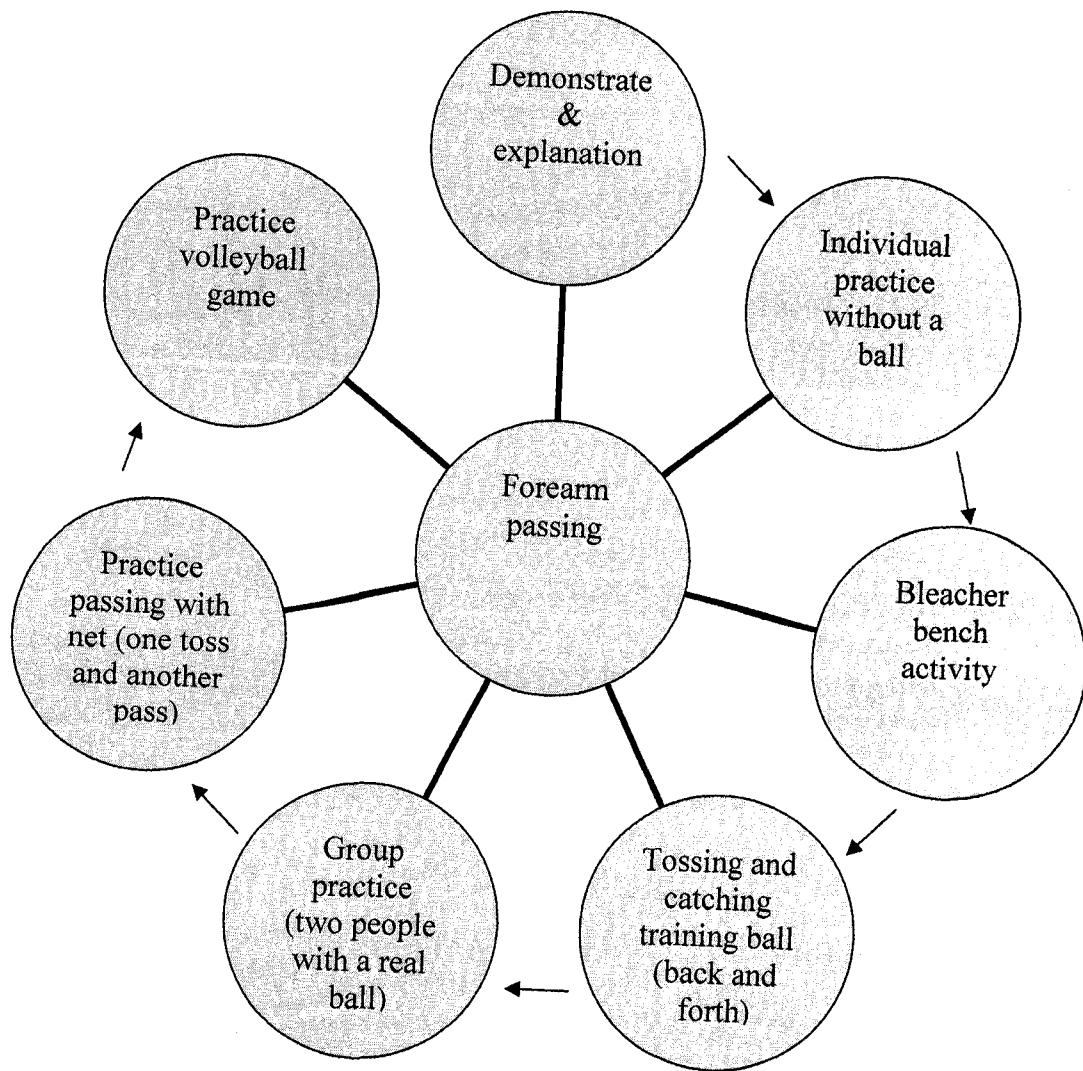 Demonstrate
&
explanation
Individual
practice
without a
ball
Bleacher
bench
activity
Tossing and
catching
training ball
(back and
forth)
Group
practice
(two people
with a real
ball)
Practice
passing with
net (one toss
and another
pass)
Practice
volleyball
game
Forearm
passing